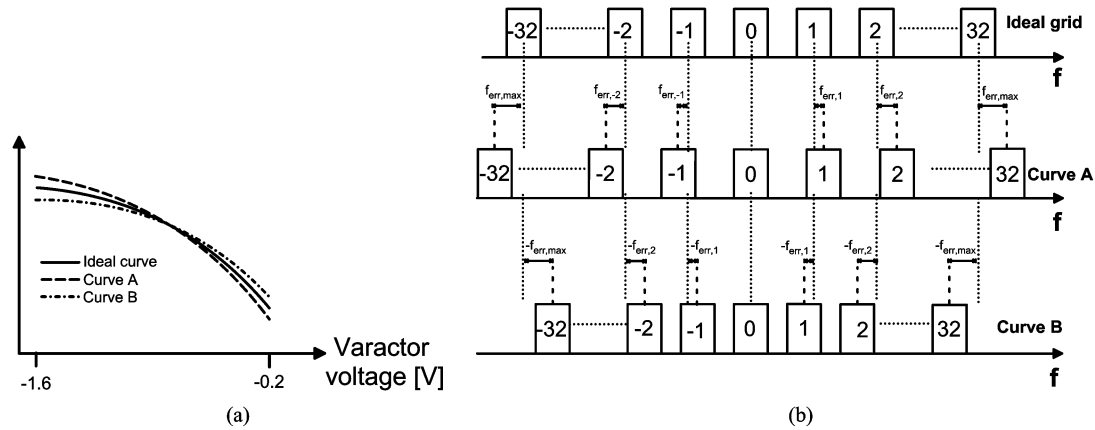 Ideal curve
Curve A
Curve B
-1.6
-0.2
Varactor
voltage [V]
(a)
-32 -2 -1 0 1 2 32
Ideal grid
f
ferr,max ferr,-2 ferr,-1 ferr,1 ferr,2 ferr,max
-32 -2 -1 0 1 2 32
Curve A
f
-ferr,max -ferr,2 -ferr,1 -ferr,1 -ferr,2 -ferr,max
-32 -2 -1 0 1 2 32
Curve B
f
(b)